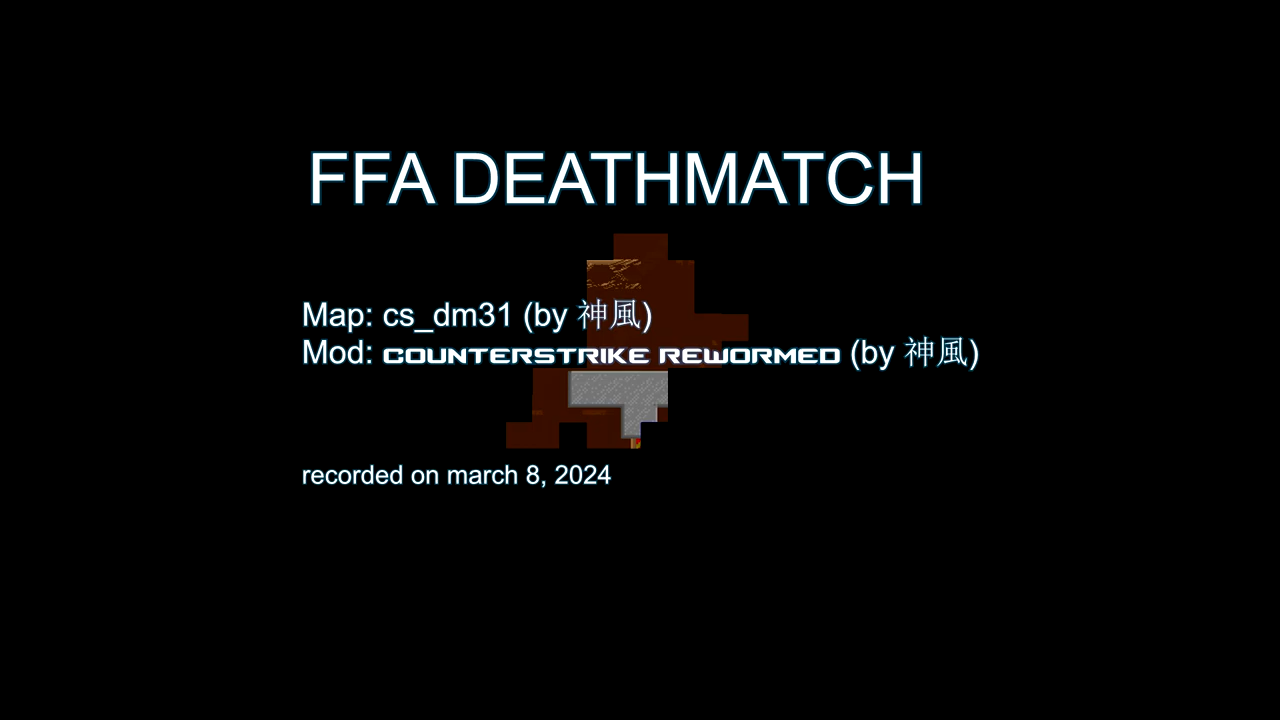 FFA DEATHMATCH
Map: cs_dm31 (by 神風)
Mod: COUNTERSTRIKE REWORMED (by 神風)
recorded on march 8, 2024